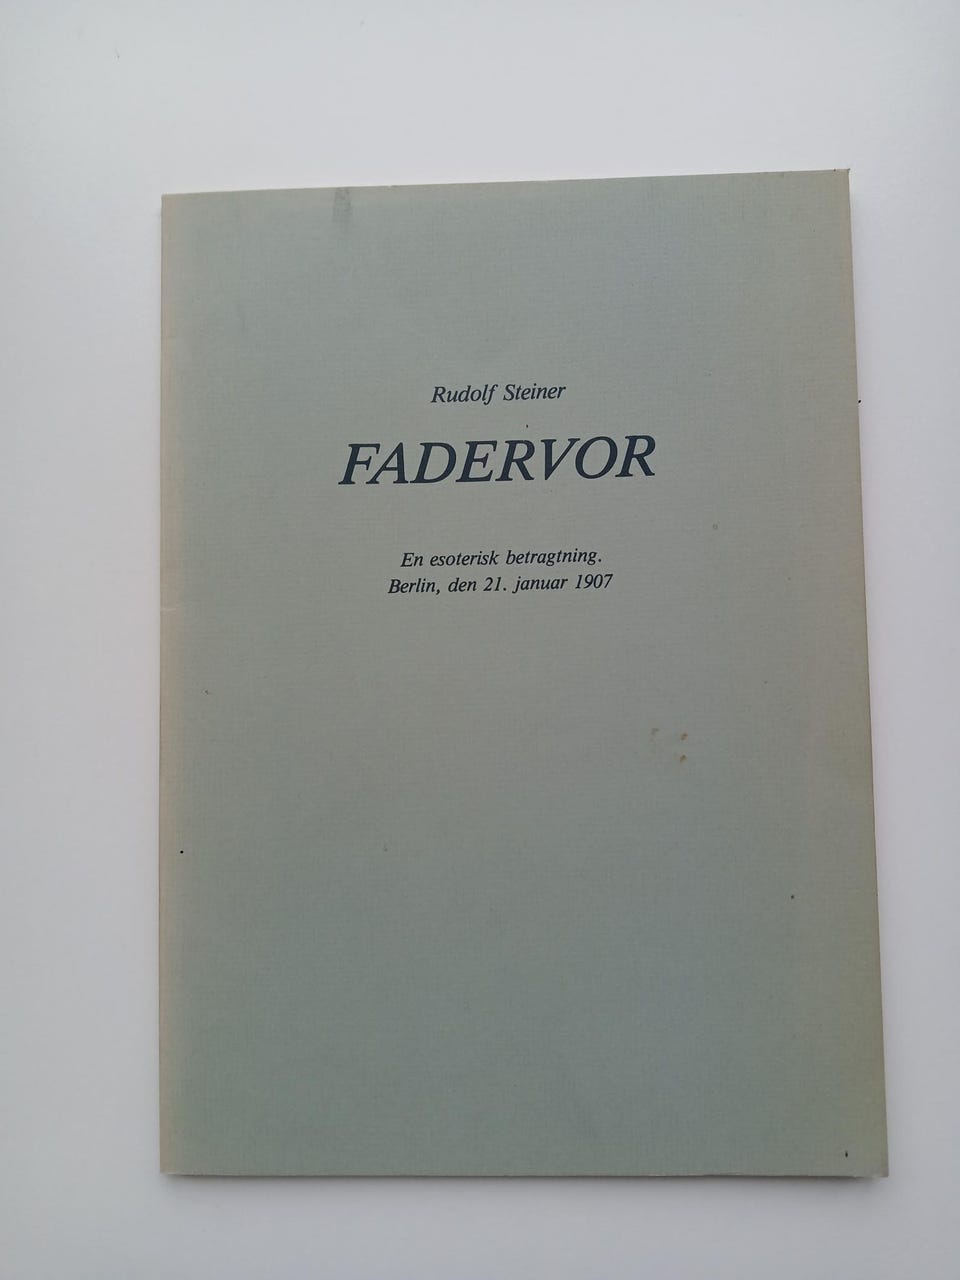 Rudolf Steiner
FADERVOR
En esoterisk betragtning.
Berlin, den 21. januar 1907